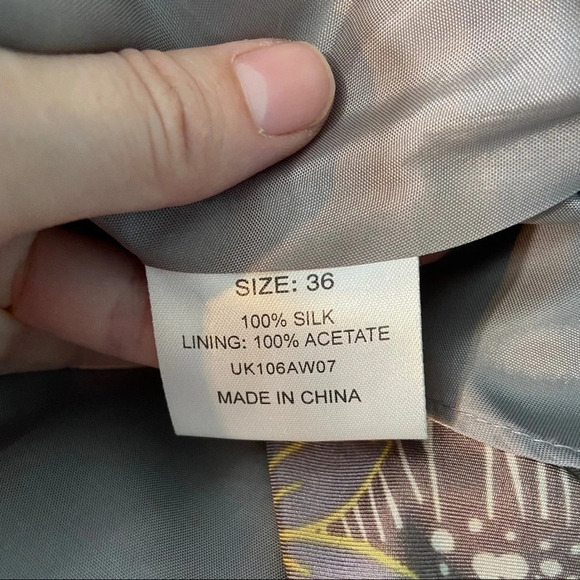 SIZE: 36
100% SILK
LINING: 100% ACETATE
UK106AW07
MADE IN CHINA